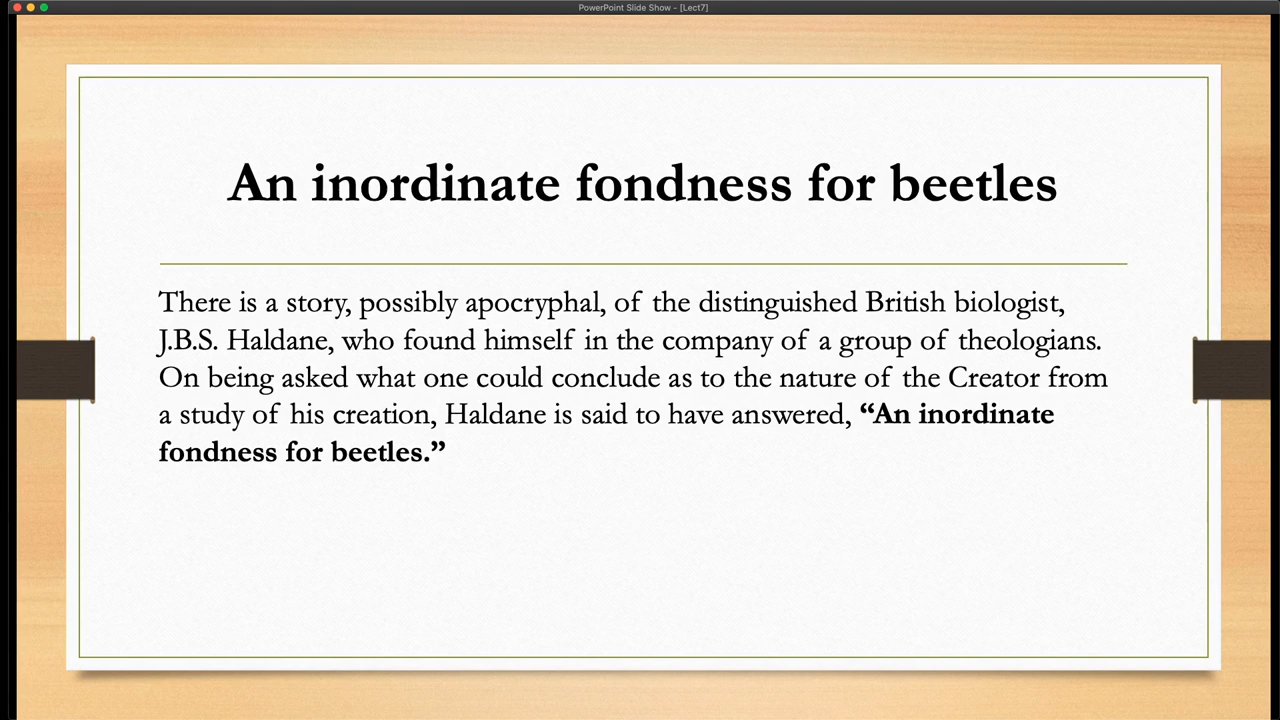 PowerPoint Slide Show - [Lect7]
An inordinate fondness for beetles
There is a story, possibly apocryphal, of the distinguished British biologist,
J.B.S. Haldane, who found himself in the company of a group of theologians.
On being asked what one could conclude as to the nature of the Creator from
a study of his creation, Haldane is said to have answered, “An inordinate
fondness for beetles.”